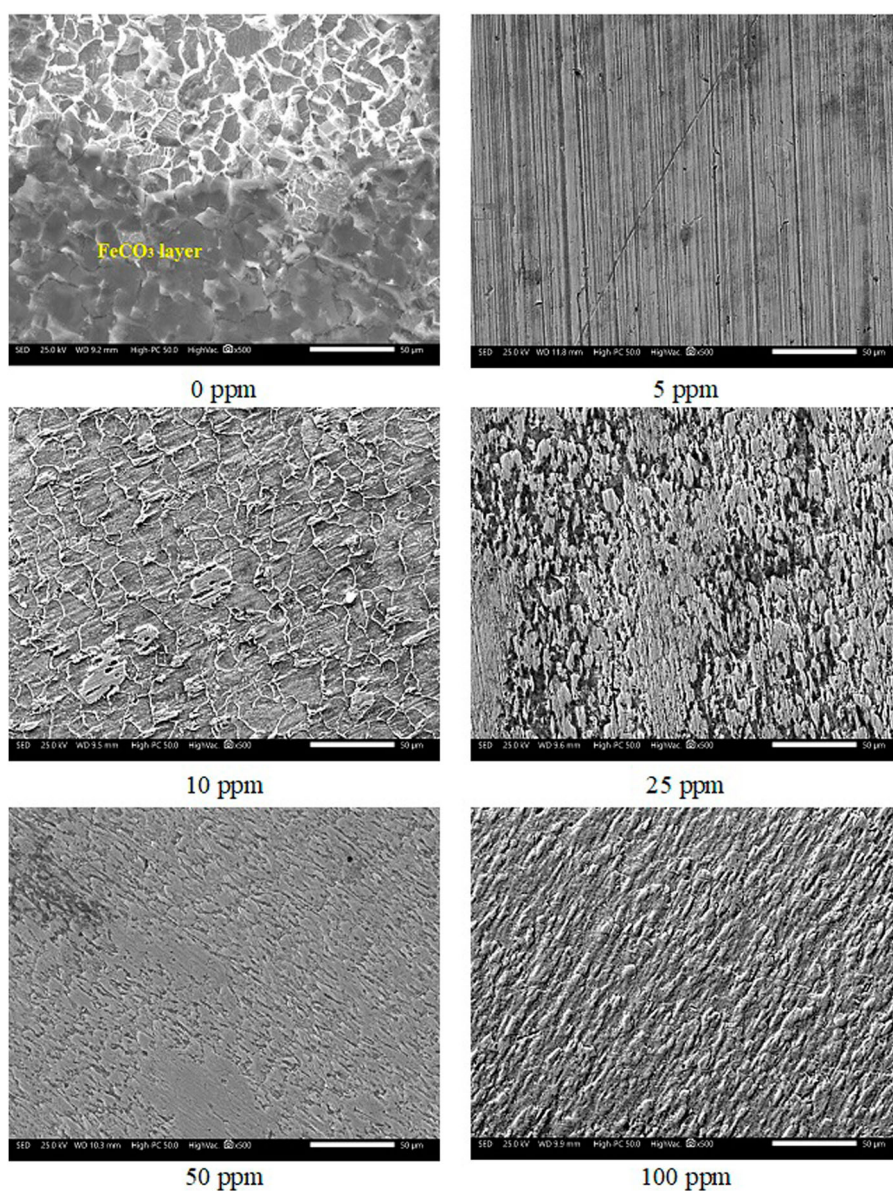 FeCO₃ layer
SED 25.0 kV WD 9.2 mm High-PC 50.0 HighVac. x500 50 µm
0 ppm
SED 25.0 kV WD 11.8 mm High-PC 50.0 HighVac. x500 50 µm
5 ppm
SED 25.0 kV WD 9.5 mm High-PC 50.0 HighVac. x500 50 µm
10 ppm
SED 25.0 kV WD 9.6 mm High-PC 50.0 HighVac. x500 50 µm
25 ppm
SED 25.0 kV WD 10.3 mm High-PC 50.0 HighVac. x500 50 µm
50 ppm
SED 25.0 kV WD 9.9 mm High-PC 50.0 HighVac. x500 50 µm
100 ppm